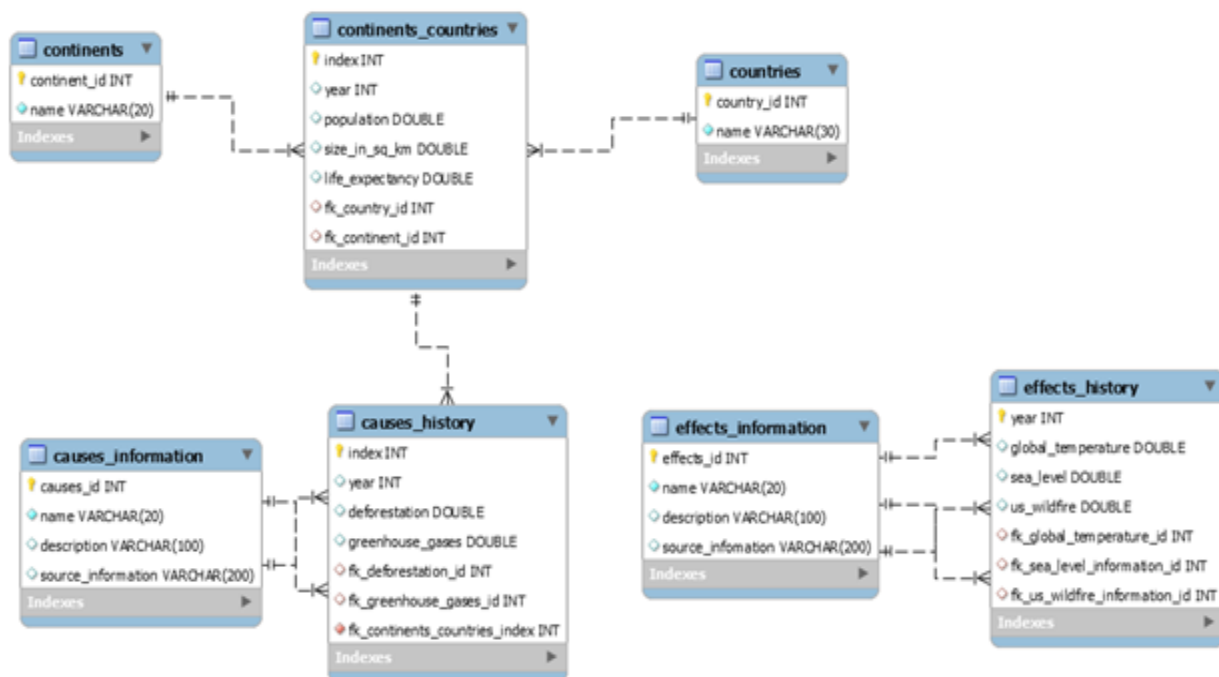 continents
continent_id INT
name VARCHAR(20)
Indexes
continents_countries
index INT
year INT
population DOUBLE
size_in_sq_km DOUBLE
life_expectancy DOUBLE
fk_country_id INT
fk_continent_id INT
Indexes
countries
country_id INT
name VARCHAR(30)
Indexes
causes_information
causes_id INT
name VARCHAR(20)
description VARCHAR(100)
source_information VARCHAR(200)
Indexes
causes_history
index INT
year INT
deforestation DOUBLE
greenhouse_gases DOUBLE
fk_deforestation_id INT
fk_greenhouse_gases_id INT
fk_continents_countries_index INT
Indexes
effects_information
effects_id INT
name VARCHAR(20)
description VARCHAR(100)
source_infomation VARCHAR(200)
Indexes
effects_history
year INT
global_temperature DOUBLE
sea_level DOUBLE
us_wildfire DOUBLE
fk_global_temperature_id INT
fk_sea_level_information_id INT
fk_us_wildfire_information_id INT
Indexes